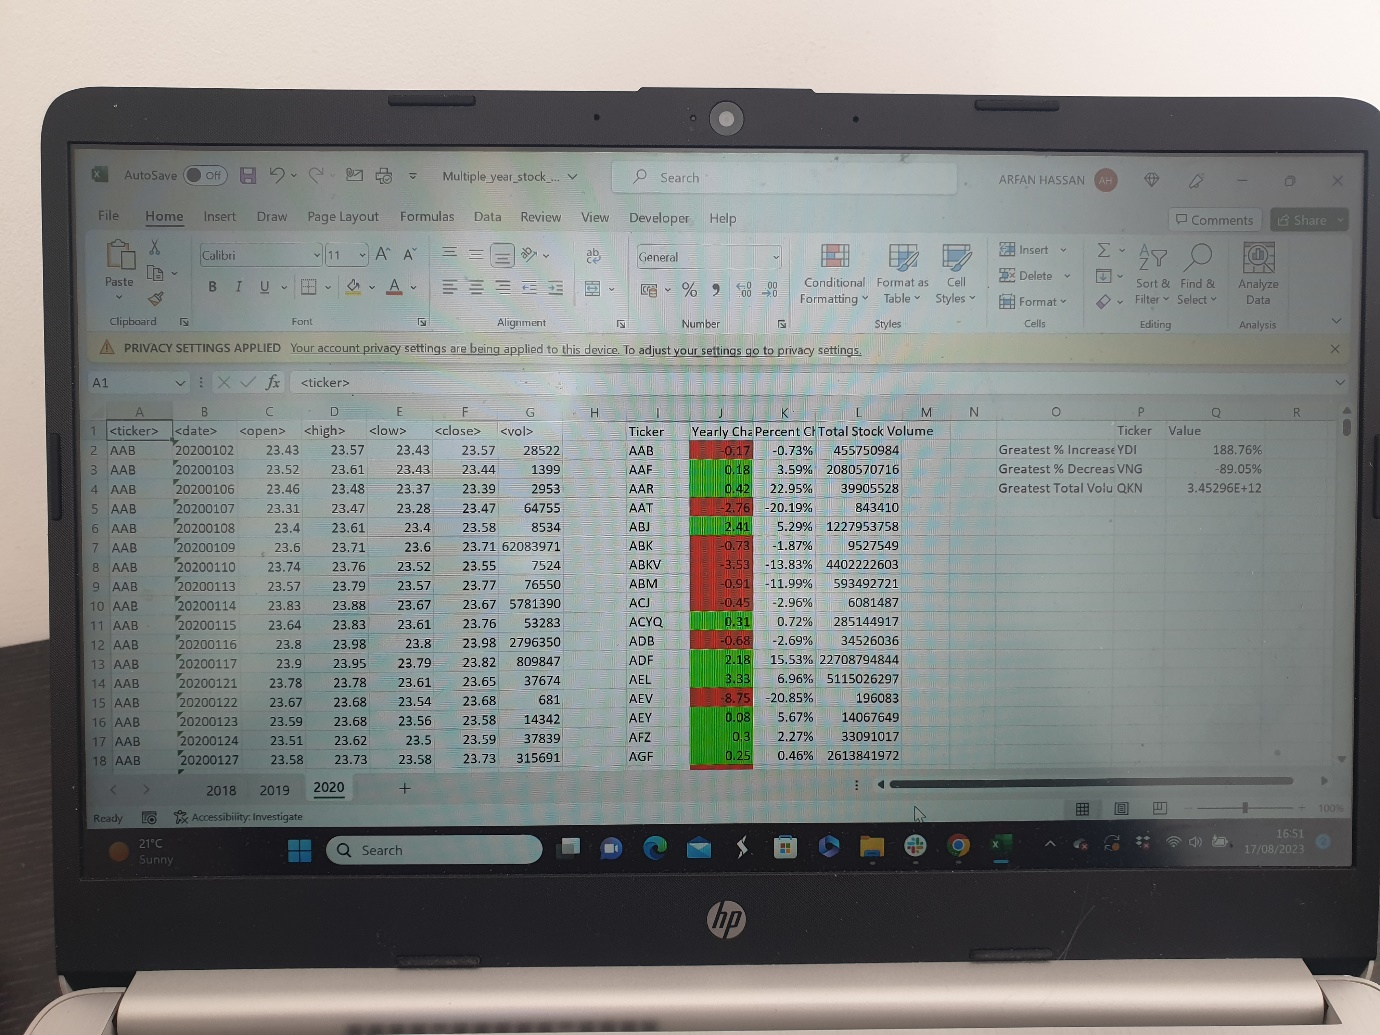 AutoSave Off Multiple_year_stock_... Search ARFAN HASSAN AH
File Home Insert Draw Page Layout Formulas Data Review View Developer Help Comments Share
Calibri 11 General Insert
Paste B I U Conditional Formatting Format as Table Cell Styles Delete Sort & Filter Find & Select Analyze Data
Format
Clipboard Font Alignment Number Styles Cells Editing Analysis
PRIVACY SETTINGS APPLIED Your account privacy settings are being applied to this device. To adjust your settings go to privacy settings.
A1 fx <ticker>
A B C D E F G H I J K L M N O P Q R
1 <ticker> <date> <open> <high> <low> <close> <vol> Ticker Yearly Cha Percent Ch Total Stock Volume Ticker Value
2 AAB 20200102 23.43 23.57 23.43 23.57 28522 AAB -0.17 -0.73% 455750984 Greatest % Increase YDI 188.76%
3 AAB 20200103 23.52 23.61 23.43 23.44 1399 AAF 0.18 3.59% 2080570716 Greatest % Decreas VNG -89.05%
4 AAB 20200106 23.46 23.48 23.37 23.39 2953 AAR 0.42 22.95% 39905528 Greatest Total Volu QKN 3.45296E+12
5 AAB 20200107 23.31 23.47 23.28 23.47 64755 AAT -2.76 -20.19% 843410
6 AAB 20200108 23.4 23.61 23.4 23.58 8534 ABJ 2.41 5.29% 1227953758
7 AAB 20200109 23.6 23.71 23.6 23.71 62083971 ABK -0.73 -1.87% 9527549
8 AAB 20200110 23.74 23.76 23.52 23.55 7524 ABKV -3.53 -13.83% 4402222603
9 AAB 20200113 23.57 23.79 23.57 23.77 76550 ABM -0.91 -11.99% 593492721
10 AAB 20200114 23.83 23.88 23.67 23.67 5781390 ACJ -0.45 -2.96% 6081487
11 AAB 20200115 23.64 23.83 23.61 23.76 53283 ACYQ 0.31 0.72% 285144917
12 AAB 20200116 23.8 23.98 23.8 23.98 2796350 ADB -0.68 -2.69% 34526036
13 AAB 20200117 23.9 23.95 23.79 23.82 809847 ADF 2.18 15.53% 22708794844
14 AAB 20200121 23.78 23.78 23.61 23.65 37674 AEL 3.33 6.96% 5115026297
15 AAB 20200122 23.67 23.68 23.54 23.68 681 AEV -8.75 -20.85% 196083
16 AAB 20200123 23.59 23.68 23.56 23.58 14342 AEY 0.08 5.67% 14067649
17 AAB 20200124 23.51 23.62 23.5 23.59 37839 AFZ 0.3 2.27% 33091017
18 AAB 20200127 23.58 23.73 23.58 23.73 315691 AGF 0.25 0.46% 2613841972
2018 2019 2020
Ready Accessibility: Investigate 100%
21°C
Sunny Search 16:51
17/08/2023
hp